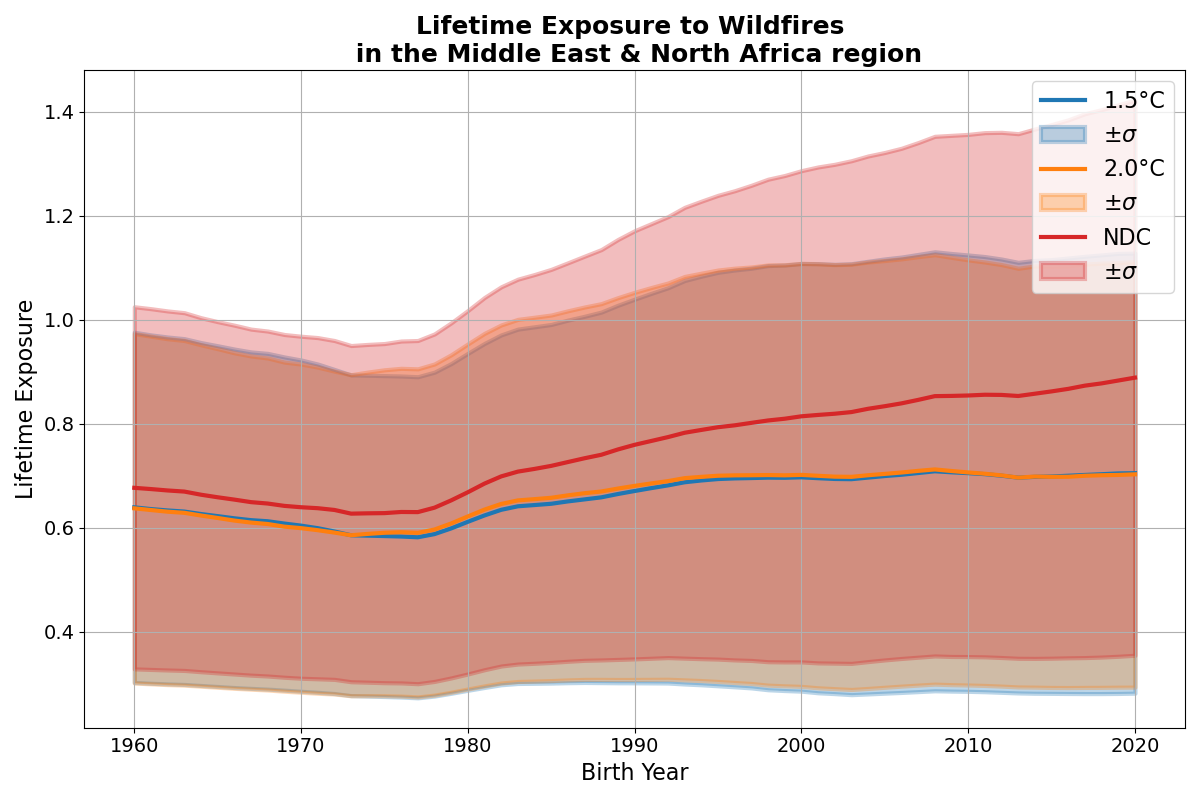 Lifetime Exposure to Wildfires
in the Middle East & North Africa region
1.5°C
±σ
2.0°C
±σ
NDC
±σ
Lifetime Exposure
1.4
1.2
1.0
0.8
0.6
0.4
1960 1970 1980 1990 2000 2010 2020
Birth Year